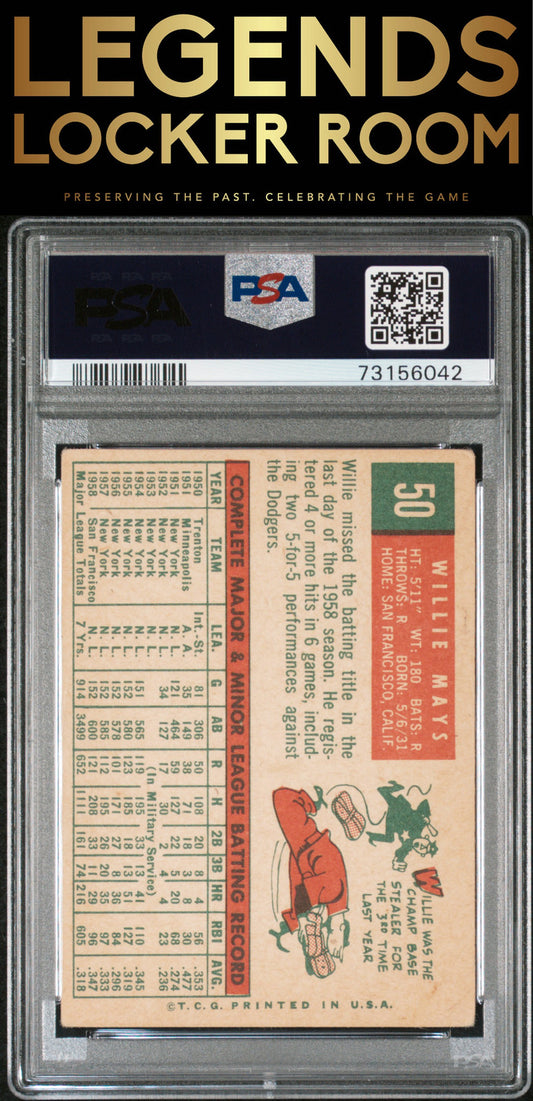 LEGENDS
LOCKER ROOM
PRESERVING THE PAST. CELEBRATING THE GAME
PSA
PSA
73156042
50
WILLIE MAYS
HT: 5'11" WT: 180 BATS: R
THROWS: R BORN: 5/6/31
HOME: SAN FRANCISCO, CALIF.
Willie missed the batting title in the
last day of the 1958 season. He regis-
tered 4 or more hits in 6 games, includ-
ing two 5-for-5 performances against
the Dodgers.
WILLIE WAS THE
CHAMP BASE
STEALER FOR
THE 3RD TIME
LAST YEAR
COMPLETE MAJOR & MINOR LEAGUE BATTING RECORD
YEAR TEAM LEA. G AB R H 2B 3B HR RBI AVG.
1950 Trenton Int.-St. 81 306 50 108 20 8 4 56 .353
1951 Minneapolis A. A. 35 149 38 71 18 3 8 30 .477
1951 New York N. L. 121 464 59 127 22 5 20 68 .274
1952 New York N. L. 34 127 17 30 2 4 4 23 .236
1953 New York N. L. (In Military Service)
1954 New York N. L. 151 565 119 195 33 13 41 110 .345
1955 New York N. L. 152 580 123 185 18 13 51 127 .319
1956 New York N. L. 152 578 101 171 27 8 36 84 .296
1957 New York N. L. 152 585 112 195 26 20 35 97 .333
1958 San Francisco N. L. 152 600 121 208 33 11 29 96 .347
Major League Totals 7 Yrs. 914 3499 652 1111 161 74 216 605 .318
©T. C. G. PRINTED IN U. S. A.
PSA